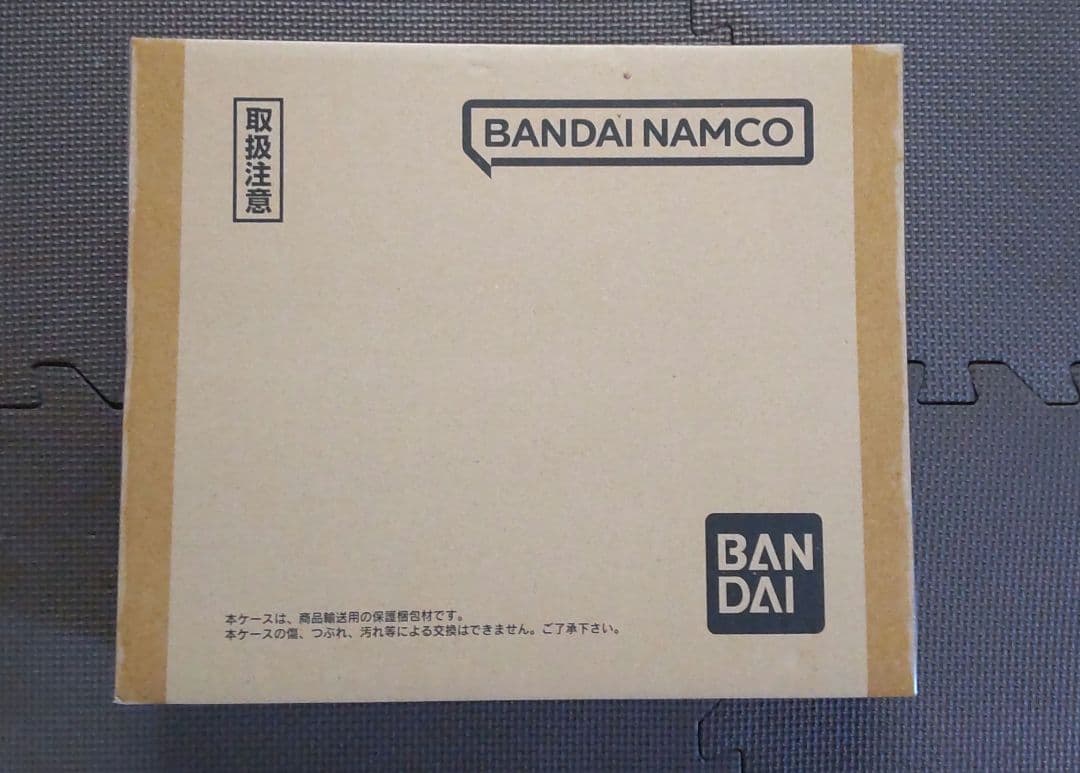 取扱注意
BANDAI NAMCO
BAN
DAI
本ケースは、商品輸送用の保護梱包材です。
本ケースの傷、つぶれ、汚れ等による交換はできません。ご了承下さい。